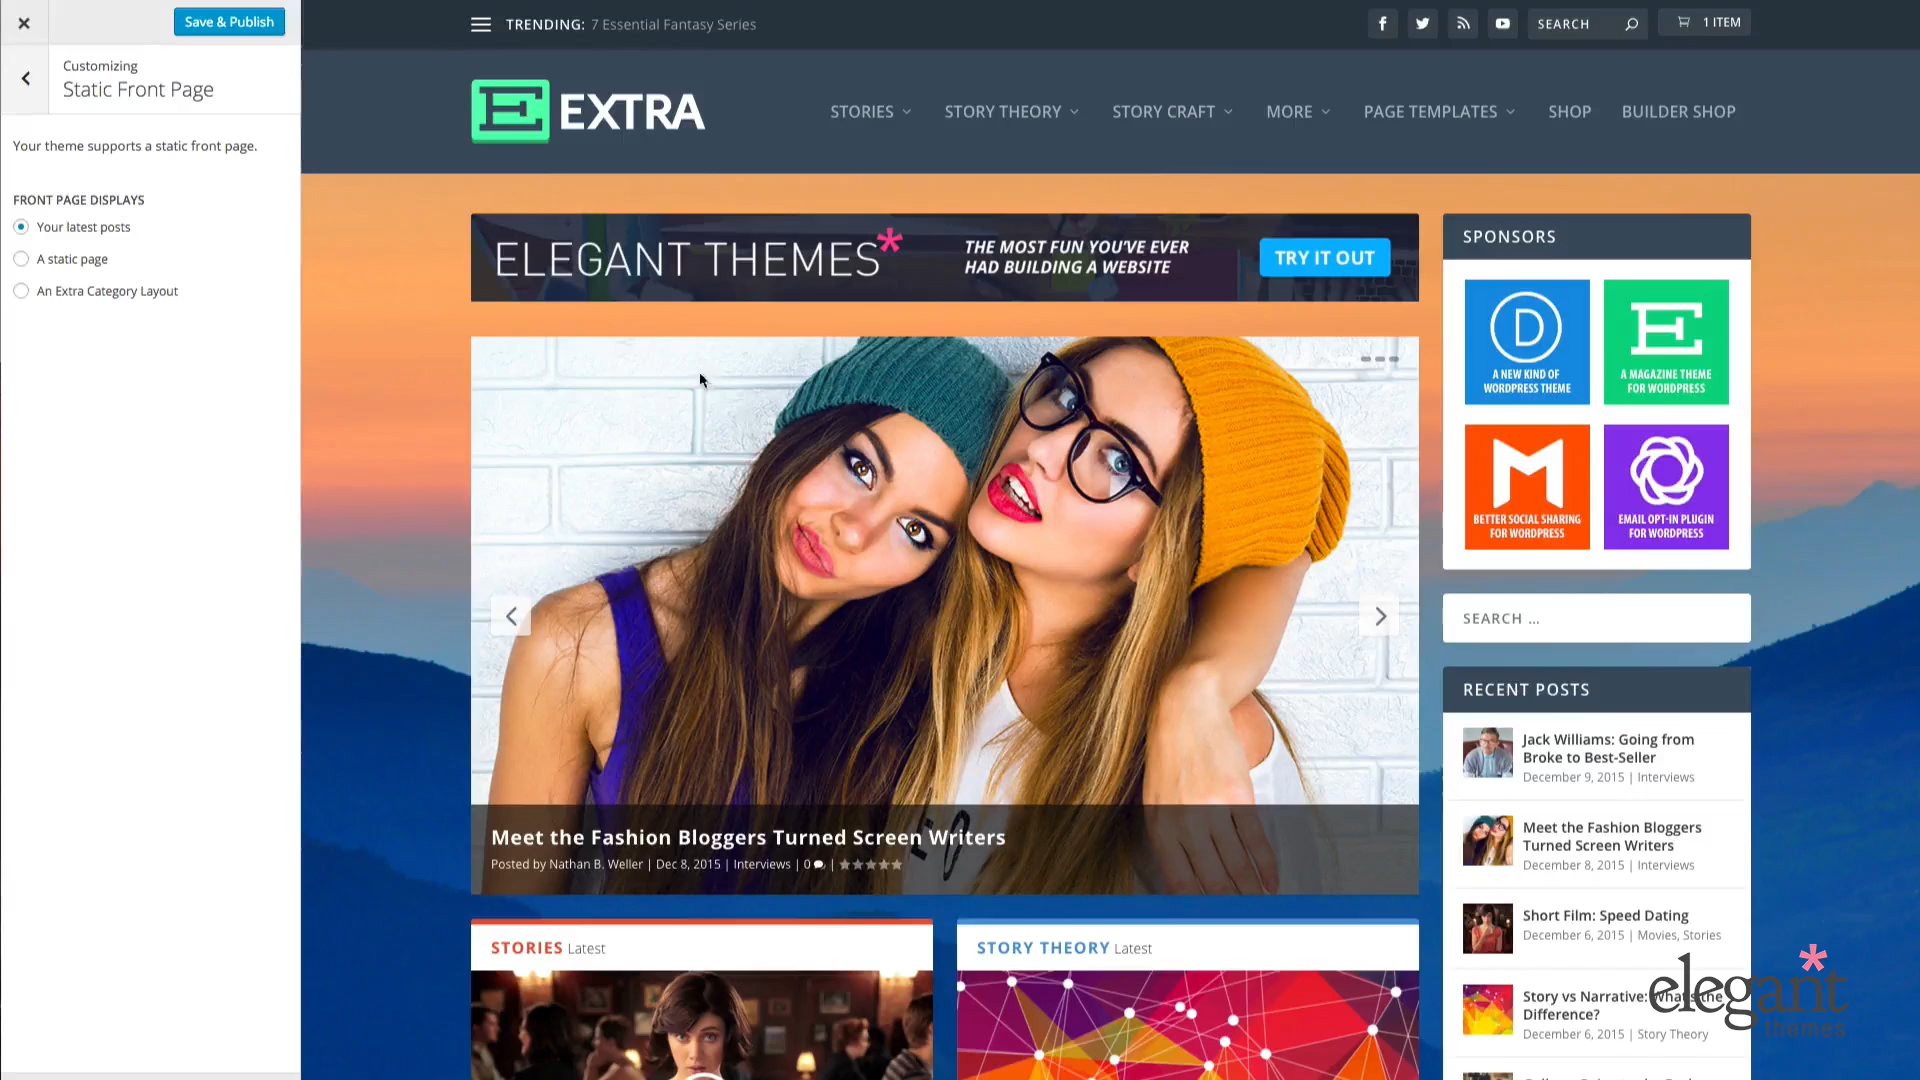 Save & Publish
Customizing
Static Front Page
Your theme supports a static front page.
FRONT PAGE DISPLAYS
Your latest posts
A static page
An Extra Category Layout
TRENDING: 7 Essential Fantasy Series
SEARCH
1 ITEM
E EXTRA
STORIES
STORY THEORY
STORY CRAFT
MORE
PAGE TEMPLATES
SHOP
BUILDER SHOP
ELEGANT THEMES*
THE MOST FUN YOU'VE EVER
HAD BUILDING A WEBSITE
TRY IT OUT
Meet the Fashion Bloggers Turned Screen Writers
Posted by Nathan B. Weller | Dec 8, 2015 | Interviews | 0 |
STORIES Latest
STORY THEORY Latest
SPONSORS
D
A NEW KIND OF
WORDPRESS THEME
E
A MAGAZINE THEME
FOR WORDPRESS
M
BETTER SOCIAL SHARING
FOR WORDPRESS
EMAIL OPT-IN PLUGIN
FOR WORDPRESS
SEARCH ...
RECENT POSTS
Jack Williams: Going from
Broke to Best-Seller
December 9, 2015 | Interviews
Meet the Fashion Bloggers
Turned Screen Writers
December 8, 2015 | Interviews
Short Film: Speed Dating
December 6, 2015 | Movies, Stories
Story vs Narrative: What's the
Difference?
December 6, 2015 | Story Theory
elegant
themes